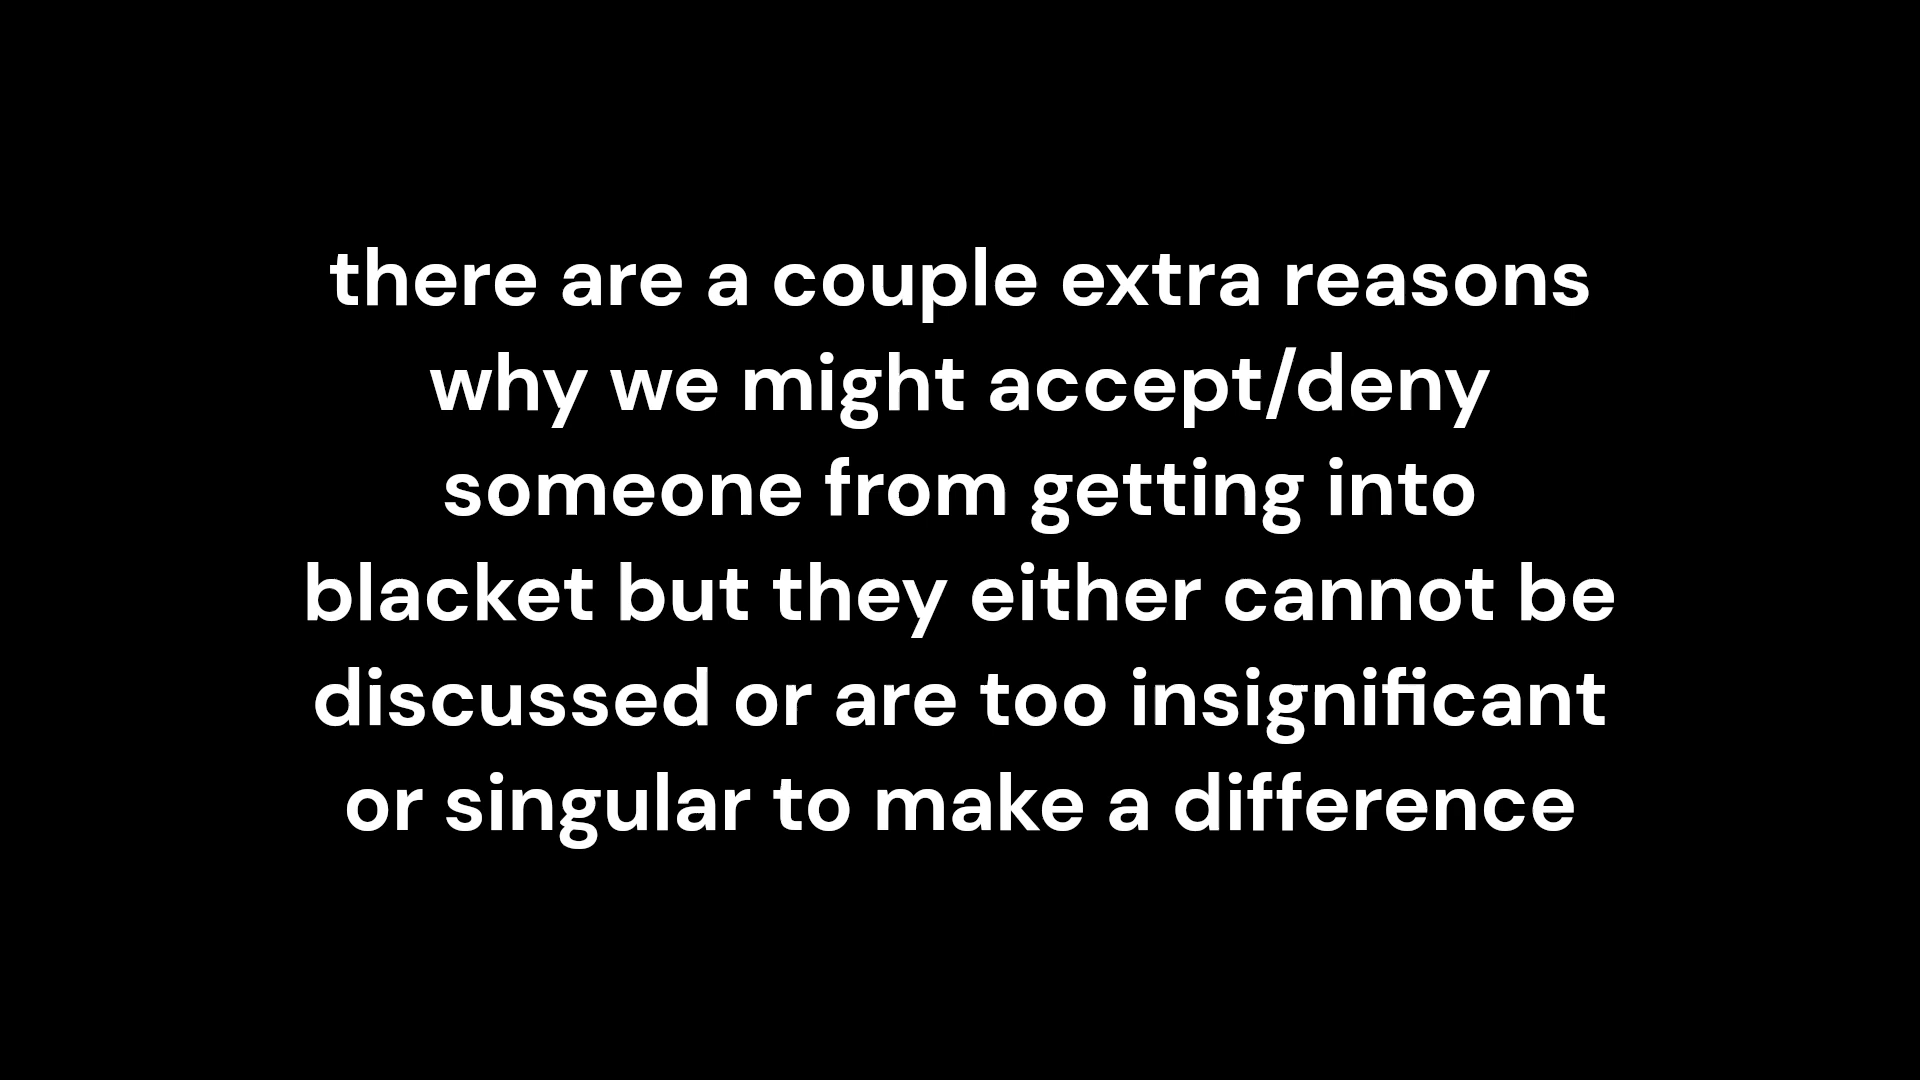 there are a couple extra reasons
why we might accept/deny
someone from getting into
blacket but they either cannot be
discussed or are too insignificant
or singular to make a difference